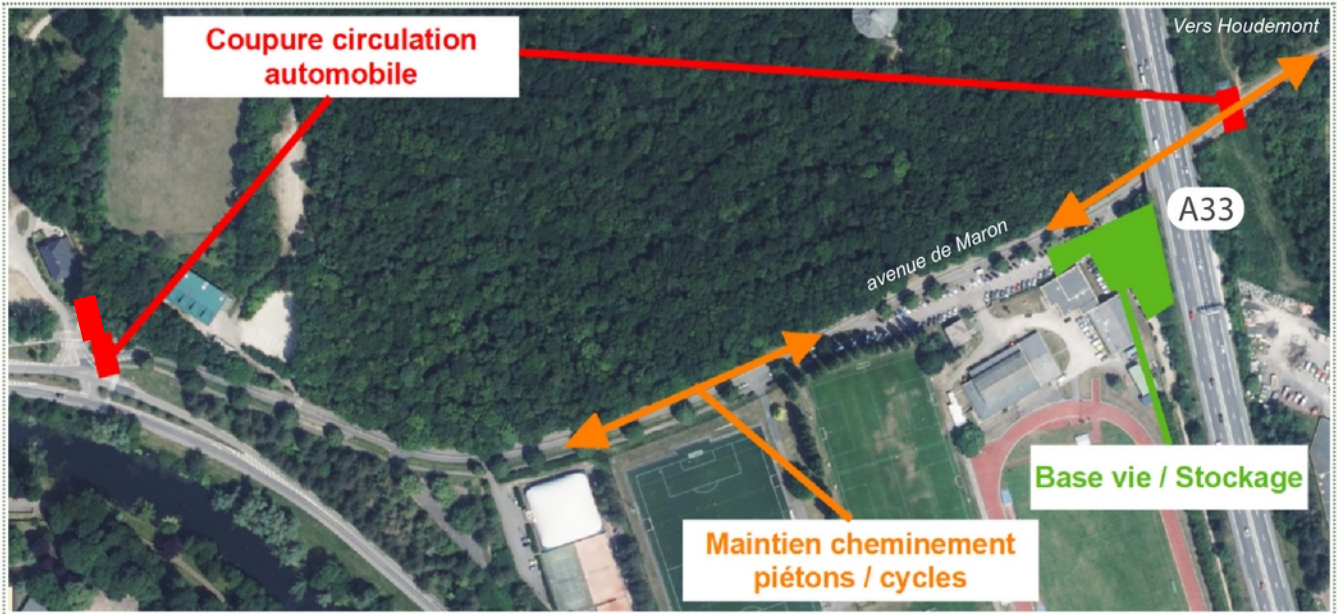 Vers Houdemont
Coupure circulation
automobile
A33
avenue de Maron
Base vie / Stockage
Maintien cheminement
piétons / cycles